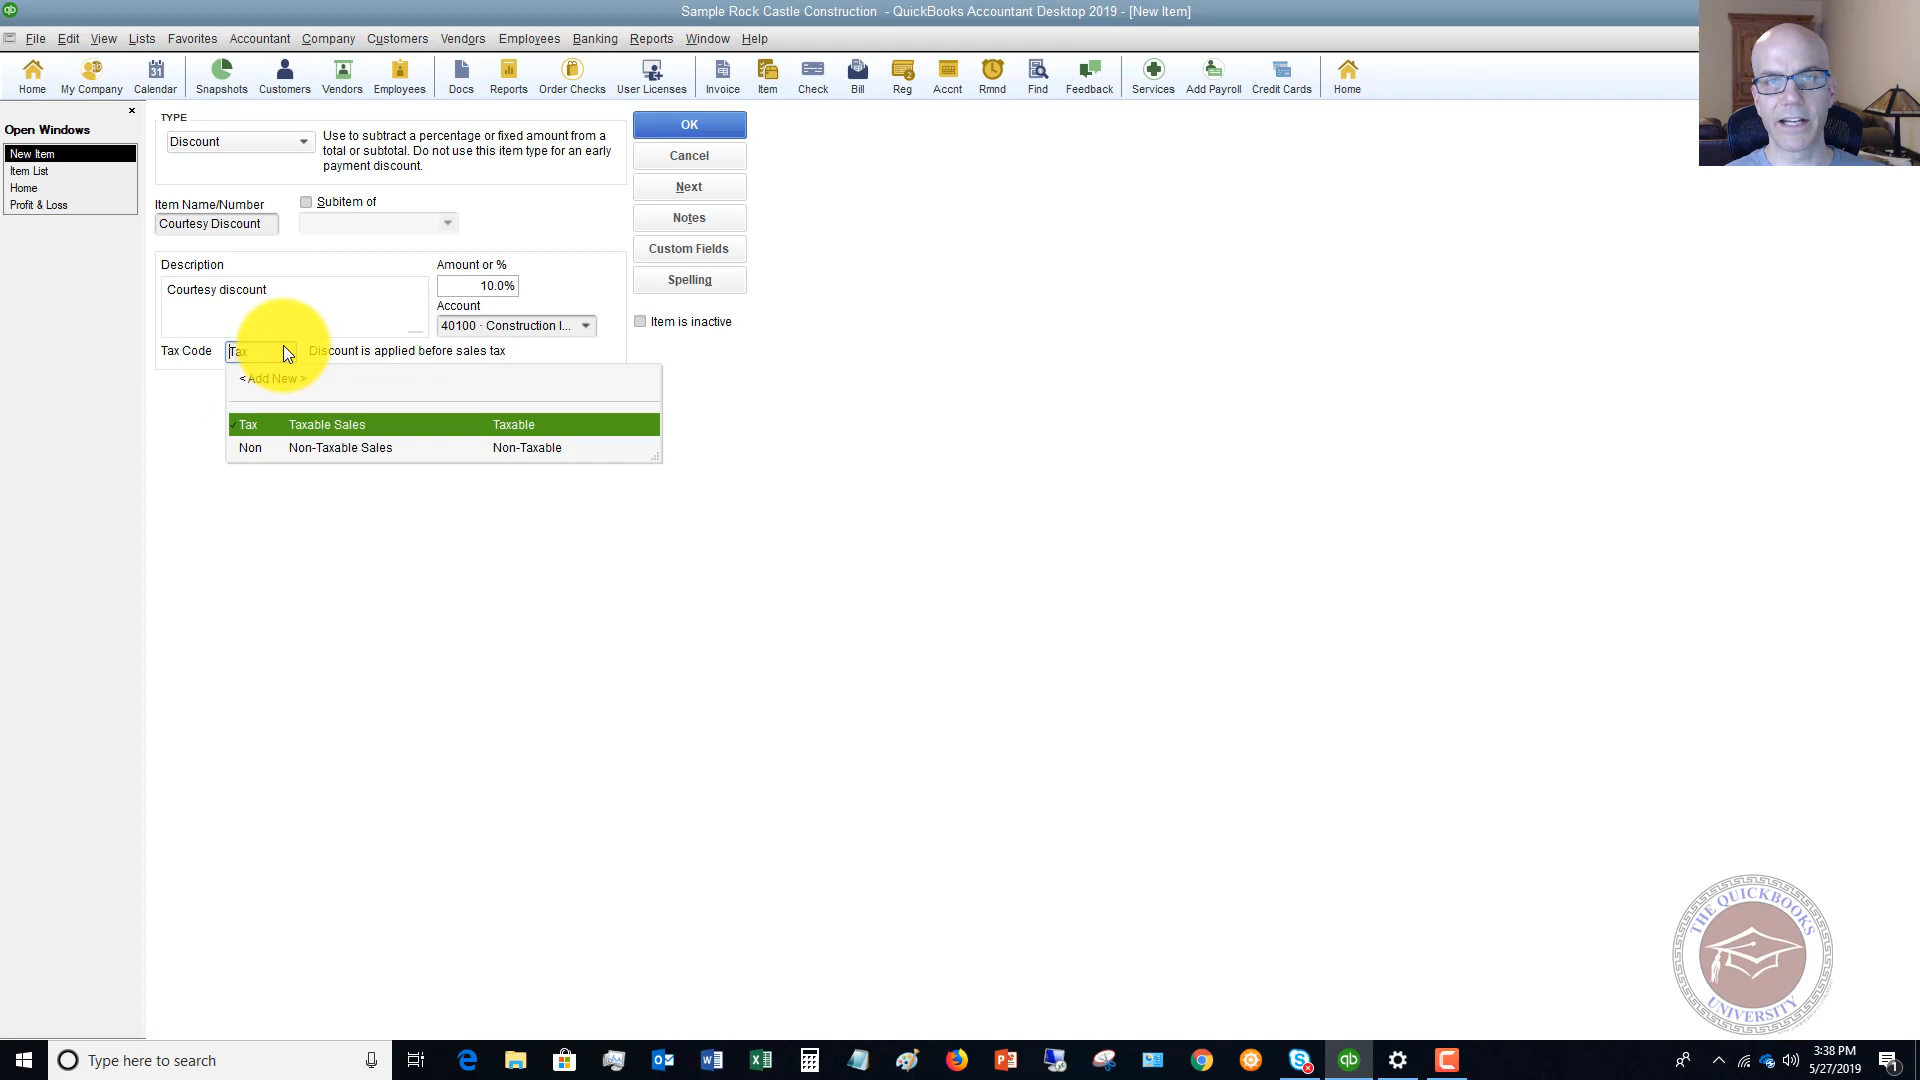 Sample Rock Castle Construction - QuickBooks Accountant Desktop 2019 - [New Item]
File Edit View Lists Favorites Accountant Company Customers Vendors Employees Banking Reports Window Help
Home My Company Calendar Snapshots Customers Vendors Employees Docs Reports Order Checks User Licenses Invoice Item Check Bill Reg Accnt Rmnd Find Feedback Services Add Payroll Credit Cards Home
Open Windows
New Item
Item List
Home
Profit & Loss
TYPE
Discount
Use to subtract a percentage or fixed amount from a
total or subtotal. Do not use this item type for an early
payment discount.
Item Name/Number
Subitem of
Courtesy Discount
Description
Amount or %
Courtesy discount
10.0%
Account
40100 · Construction I...
Tax Code
Tax
Discount is applied before sales tax
< Add New >
Tax Taxable Sales Taxable
Non Non-Taxable Sales Non-Taxable
OK
Cancel
Next
Notes
Custom Fields
Spelling
Item is inactive
THE QUICKBOOKS
UNIVERSITY
Type here to search
3:38 PM
5/27/2019
1